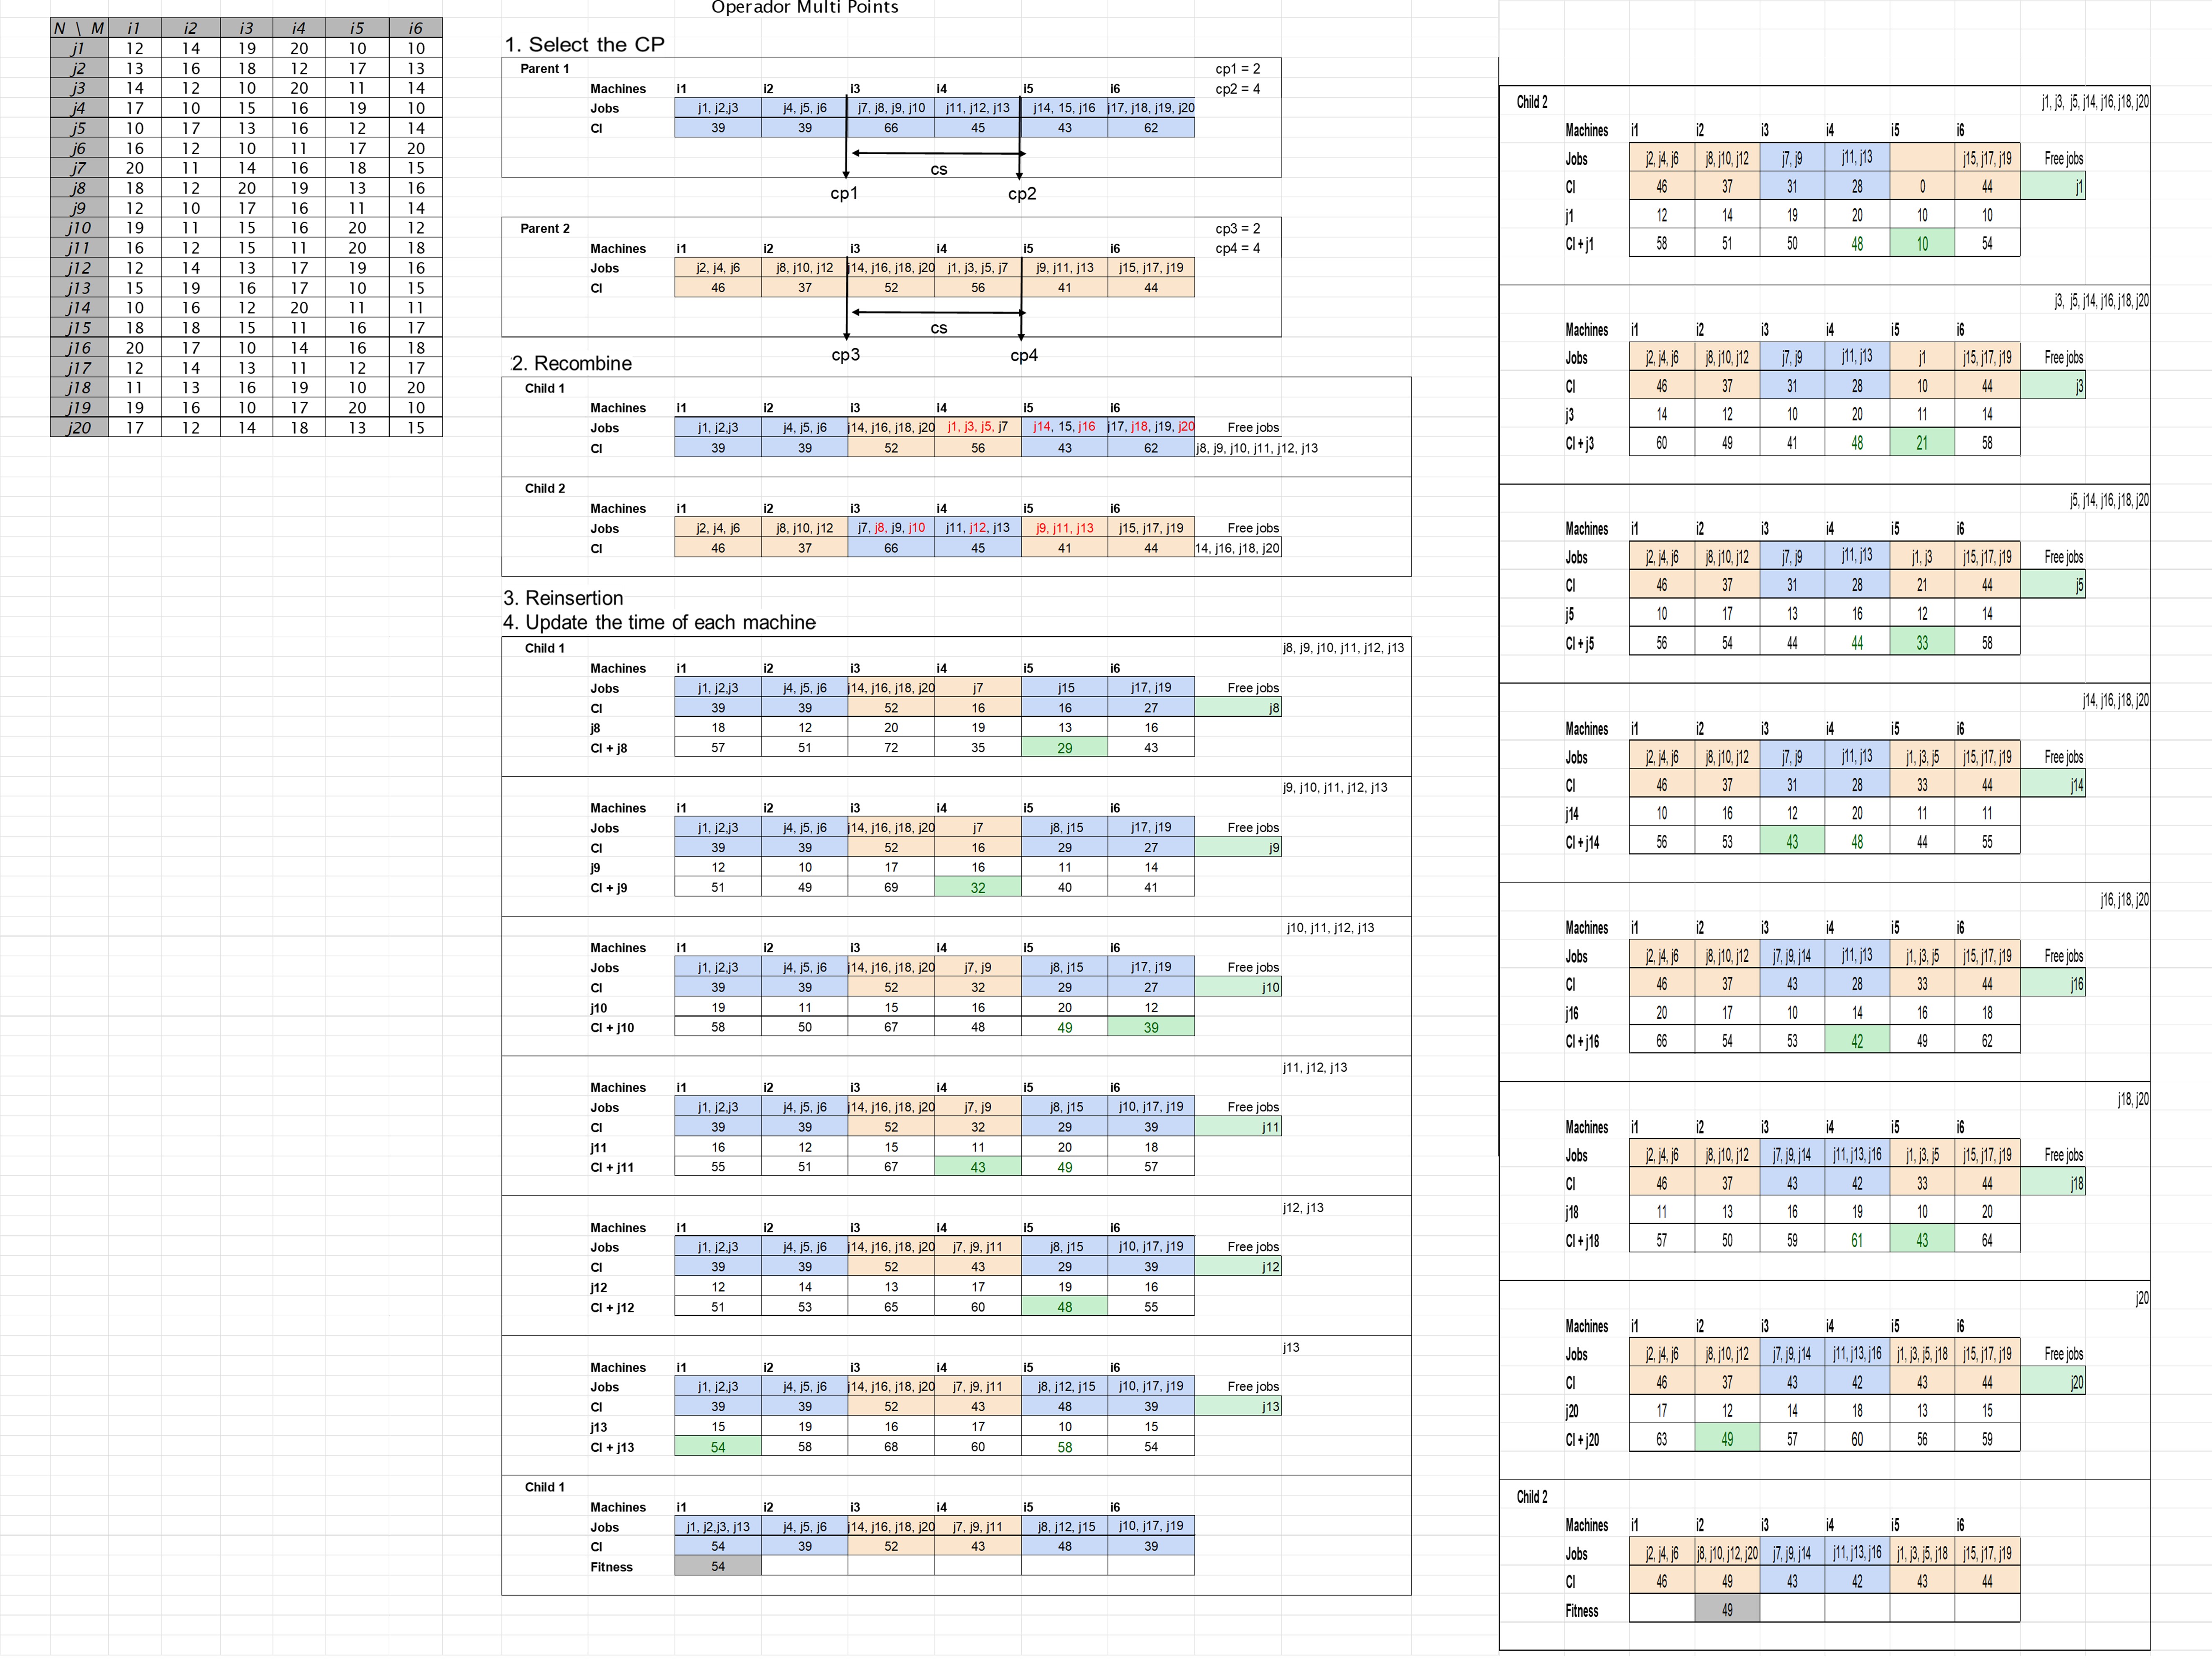 Operador Multi Points
N \ M i1 i2 i3 i4 i5 i6
j1 12 14 19 20 10 10
j2 13 16 18 12 17 13
j3 14 12 10 20 11 14
j4 17 10 15 16 19 10
j5 10 17 13 16 12 14
j6 16 12 10 11 17 20
j7 20 11 14 16 18 15
j8 18 12 20 19 13 16
j9 12 10 17 16 11 14
j10 19 11 15 16 20 12
j11 16 12 15 11 20 18
j12 12 14 13 17 19 16
j13 15 19 16 17 10 15
j14 10 16 12 20 11 11
j15 18 18 15 11 16 17
j16 20 17 10 14 16 18
j17 12 14 13 11 12 17
j18 11 13 16 19 10 20
j19 19 16 10 17 20 10
j20 17 12 14 18 13 15
1. Select the CP
Parent 1 cp1 = 2
Machines i1 i2 i3 i4 i5 i6 cp2 = 4
Jobs j1, j2,j3 j4, j5, j6 j7, j8, j9, j10 j11, j12, j13 j14, 15, j16 j17, j18, j19, j20
CI 39 39 66 45 43 62
cs
cp1 cp2
Parent 2 cp3 = 2
Machines i1 i2 i3 i4 i5 i6 cp4 = 4
Jobs j2, j4, j6 j8, j10, j12 j14, j16, j18, j20 j1, j3, j5, j7 j9, j11, j13 j15, j17, j19
CI 46 37 52 56 41 44
cs
cp3 cp4
2. Recombine
Child 1
Machines i1 i2 i3 i4 i5 i6
Jobs j1, j2,j3 j4, j5, j6 j14, j16, j18, j20 j1, j3, j5, j7 j14, 15, j16 j17, j18, j19, j20 Free jobs
CI 39 39 52 56 43 62 j8, j9, j10, j11, j12, j13
Child 2
Machines i1 i2 i3 i4 i5 i6
Jobs j2, j4, j6 j8, j10, j12 j7, j8, j9, j10 j11, j12, j13 j9, j11, j13 j15, j17, j19 Free jobs
CI 46 37 66 45 41 44 14, j16, j18, j20
3. Reinsertion
4. Update the time of each machine
Child 1 j8, j9, j10, j11, j12, j13
Machines i1 i2 i3 i4 i5 i6
Jobs j1, j2,j3 j4, j5, j6 j14, j16, j18, j20 j7 j15 j17, j19 Free jobs
CI 39 39 52 16 16 27 j8
j8 18 12 20 19 13 16
CI + j8 57 51 72 35 29 43
j9, j10, j11, j12, j13
Machines i1 i2 i3 i4 i5 i6
Jobs j1, j2,j3 j4, j5, j6 j14, j16, j18, j20 j7 j8, j15 j17, j19 Free jobs
CI 39 39 52 16 29 27 j9
j9 12 10 17 16 11 14
CI + j9 51 49 69 32 40 41
j10, j11, j12, j13
Machines i1 i2 i3 i4 i5 i6
Jobs j1, j2,j3 j4, j5, j6 j14, j16, j18, j20 j7, j9 j8, j15 j17, j19 Free jobs
CI 39 39 52 32 29 27 j10
j10 19 11 15 16 20 12
CI + j10 58 50 67 48 49 39
j11, j12, j13
Machines i1 i2 i3 i4 i5 i6
Jobs j1, j2,j3 j4, j5, j6 j14, j16, j18, j20 j7, j9 j8, j15 j10, j17, j19 Free jobs
CI 39 39 52 32 29 39 j11
j11 16 12 15 11 20 18
CI + j11 55 51 67 43 49 57
j12, j13
Machines i1 i2 i3 i4 i5 i6
Jobs j1, j2,j3 j4, j5, j6 j14, j16, j18, j20 j7, j9, j11 j8, j15 j10, j17, j19 Free jobs
CI 39 39 52 43 29 39 j12
j12 12 14 13 17 19 16
CI + j12 51 53 65 60 48 55
j13
Machines i1 i2 i3 i4 i5 i6
Jobs j1, j2,j3 j4, j5, j6 j14, j16, j18, j20 j7, j9, j11 j8, j12, j15 j10, j17, j19 Free jobs
CI 39 39 52 43 48 39 j13
j13 15 19 16 17 10 15
CI + j13 54 58 68 60 58 54
Child 1
Machines i1 i2 i3 i4 i5 i6
Jobs j1, j2,j3, j13 j4, j5, j6 j14, j16, j18, j20 j7, j9, j11 j8, j12, j15 j10, j17, j19
CI 54 39 52 43 48 39
Fitness 54
Child 2 j1, j3, j5, j14, j16, j18, j20
Machines i1 i2 i3 i4 i5 i6
Jobs j2, j4, j6 j8, j10, j12 j7, j9 j11, j13 j15, j17, j19 Free jobs
CI 46 37 31 28 0 44 j1
j1 12 14 19 20 10 10
CI + j1 58 51 50 48 10 54
j3, j5, j14, j16, j18, j20
Machines i1 i2 i3 i4 i5 i6
Jobs j2, j4, j6 j8, j10, j12 j7, j9 j11, j13 j1 j15, j17, j19 Free jobs
CI 46 37 31 28 10 44 j3
j3 14 12 10 20 11 14
CI + j3 60 49 41 48 21 58
j5, j14, j16, j18, j20
Machines i1 i2 i3 i4 i5 i6
Jobs j2, j4, j6 j8, j10, j12 j7, j9 j11, j13 j1, j3 j15, j17, j19 Free jobs
CI 46 37 31 28 21 44 j5
j5 10 17 13 16 12 14
CI + j5 56 54 44 44 33 58
j14, j16, j18, j20
Machines i1 i2 i3 i4 i5 i6
Jobs j2, j4, j6 j8, j10, j12 j7, j9 j11, j13 j1, j3, j5 j15, j17, j19 Free jobs
CI 46 37 31 28 33 44 j14
j14 10 16 12 20 11 11
CI + j14 56 53 43 48 44 55
j16, j18, j20
Machines i1 i2 i3 i4 i5 i6
Jobs j2, j4, j6 j8, j10, j12 j7, j9, j14 j11, j13 j1, j3, j5 j15, j17, j19 Free jobs
CI 46 37 43 28 33 44 j16
j16 20 17 10 14 16 18
CI + j16 66 54 53 42 49 62
j18, j20
Machines i1 i2 i3 i4 i5 i6
Jobs j2, j4, j6 j8, j10, j12 j7, j9, j14 j11, j13, j16 j1, j3, j5 j15, j17, j19 Free jobs
CI 46 37 43 42 33 44 j18
j18 11 13 16 19 10 20
CI + j18 57 50 59 61 43 64
j20
Machines i1 i2 i3 i4 i5 i6
Jobs j2, j4, j6 j8, j10, j12 j7, j9, j14 j11, j13, j16 j1, j3, j5, j18 j15, j17, j19 Free jobs
CI 46 37 43 42 43 44 j20
j20 17 12 14 18 13 15
CI + j20 63 49 57 60 56 59
Child 2
Machines i1 i2 i3 i4 i5 i6
Jobs j2, j4, j6 j8, j10, j12, j20 j7, j9, j14 j11, j13, j16 j1, j3, j5, j18 j15, j17, j19
CI 46 49 43 42 43 44
Fitness 49